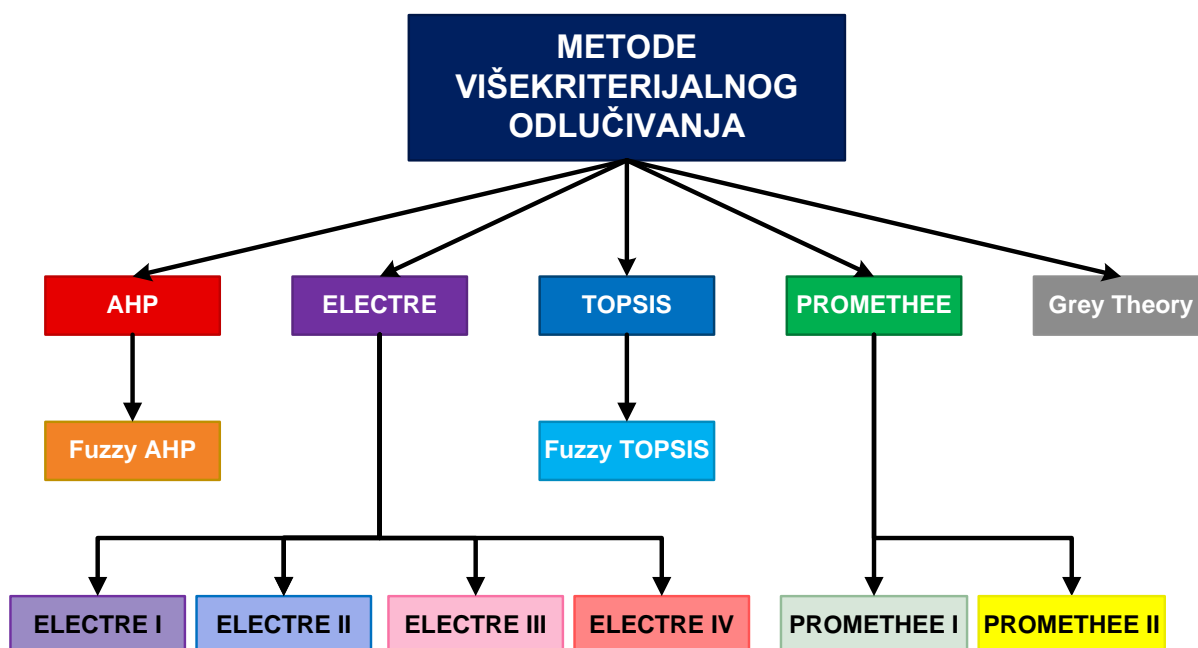 METODE
VIŠEKRITERIJALNOG
ODLUČIVANJA
AHP
ELECTRE
TOPSIS
PROMETHEE
Grey Theory
Fuzzy AHP
Fuzzy TOPSIS
ELECTRE I
ELECTRE II
ELECTRE III
ELECTRE IV
PROMETHEE I
PROMETHEE II